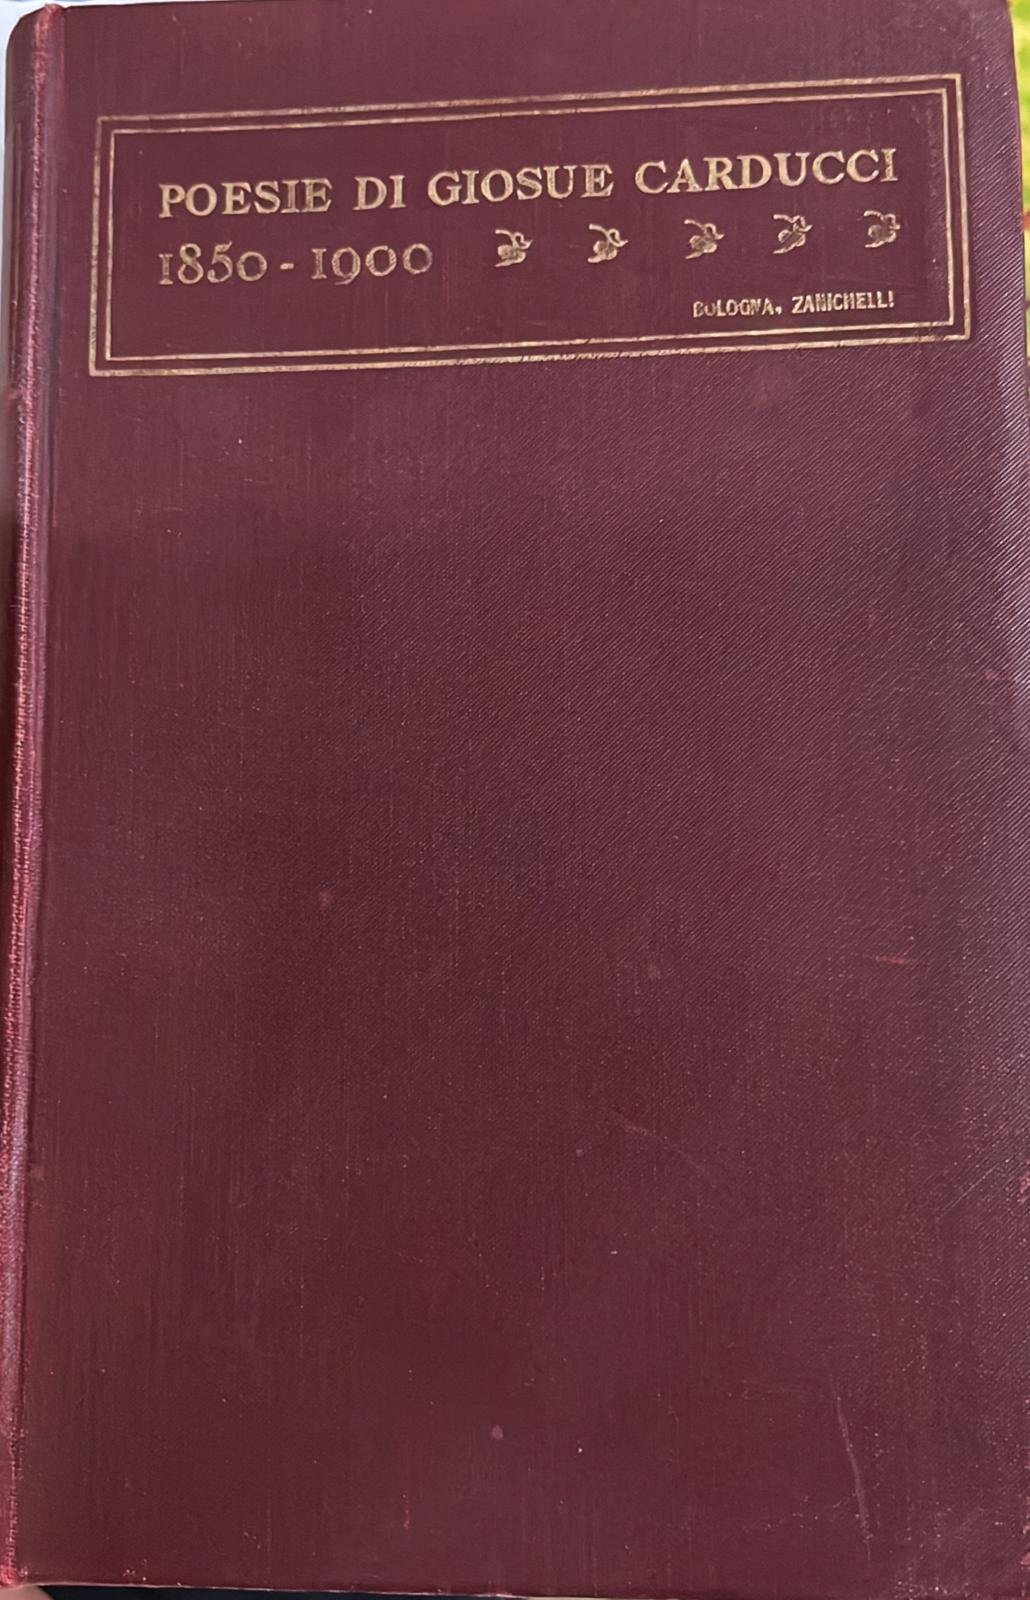 POESIE DI GIOSUE CARDUCCI
1850-1900
BOLOGNA, ZANICHELLI